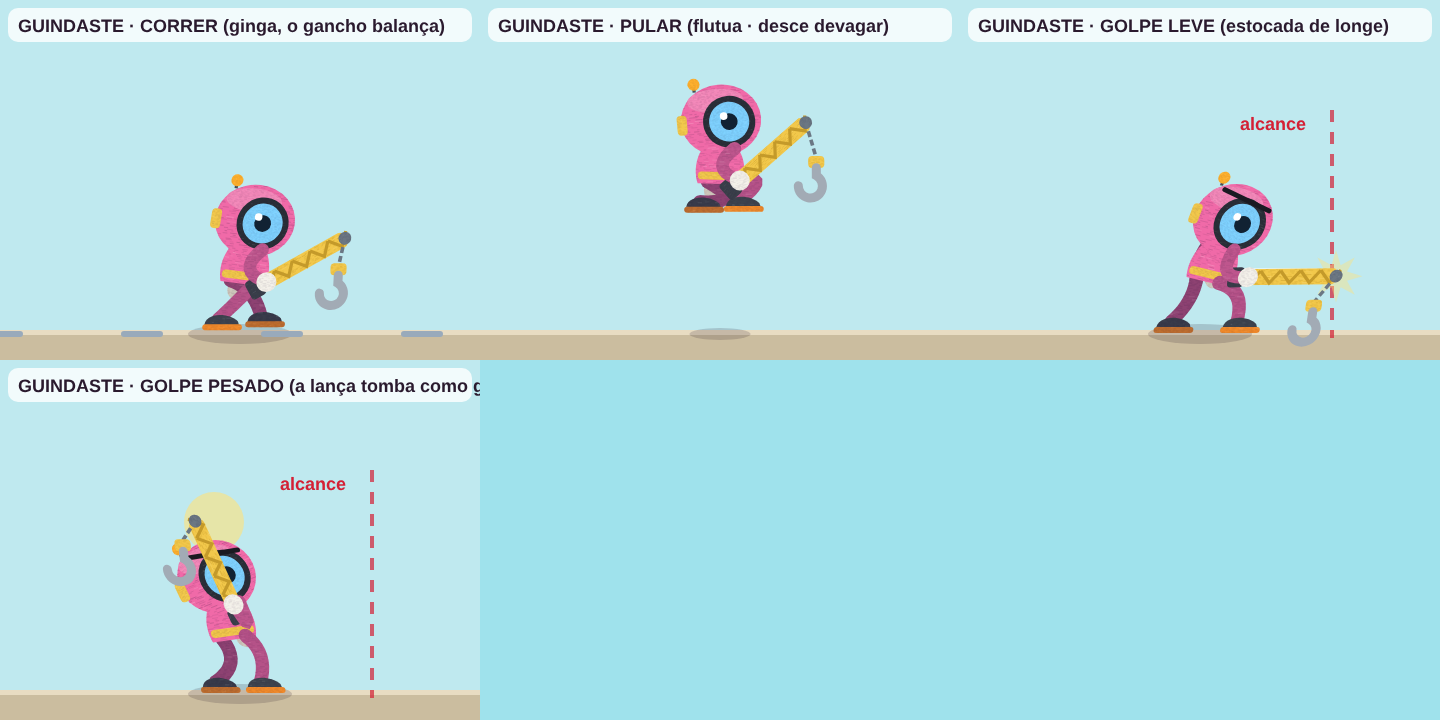 GUINDASTE · CORRER (ginga, o gancho balança)
GUINDASTE · PULAR (flutua · desce devagar)
GUINDASTE · GOLPE LEVE (estocada de longe)
alcance
GUINDASTE · GOLPE PESADO (a lança tomba como
alcance